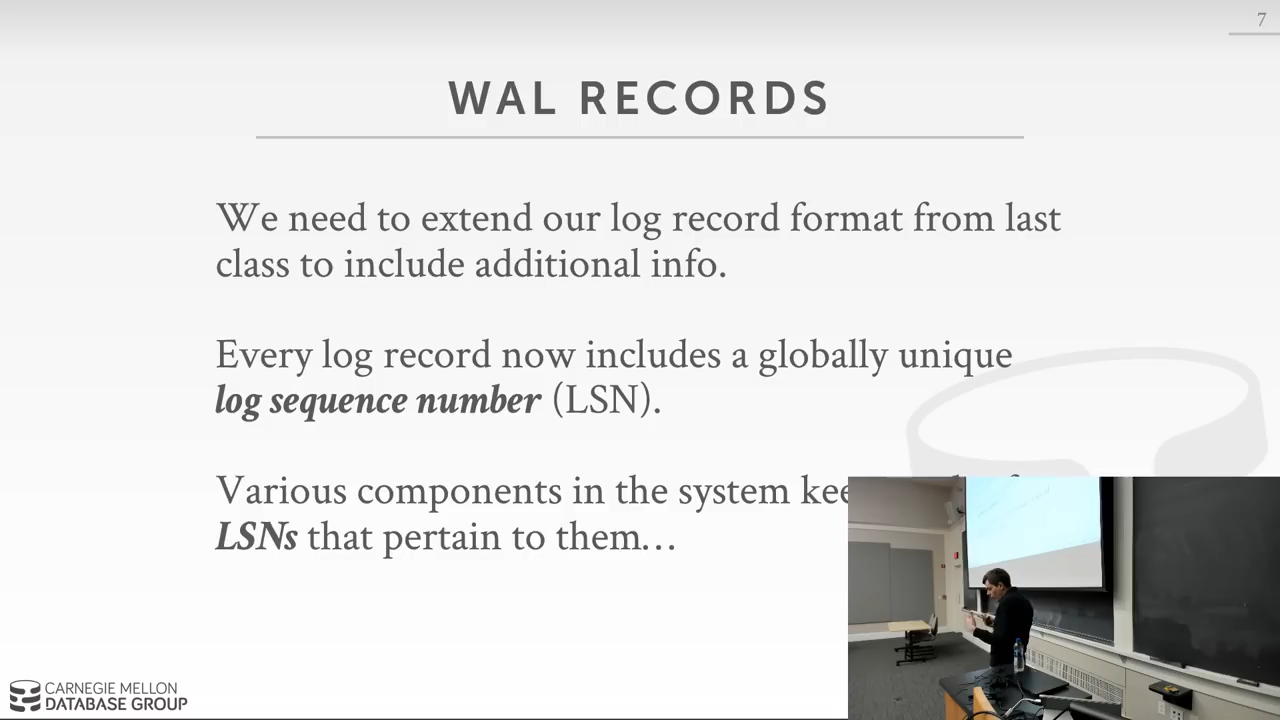 7
WAL RECORDS
We need to extend our log record format from last
class to include additional info.
Every log record now includes a globally unique
log sequence number (LSN).
Various components in the system
LSNs that pertain to them…
CARNEGIE MELLON
DATABASE GROUP